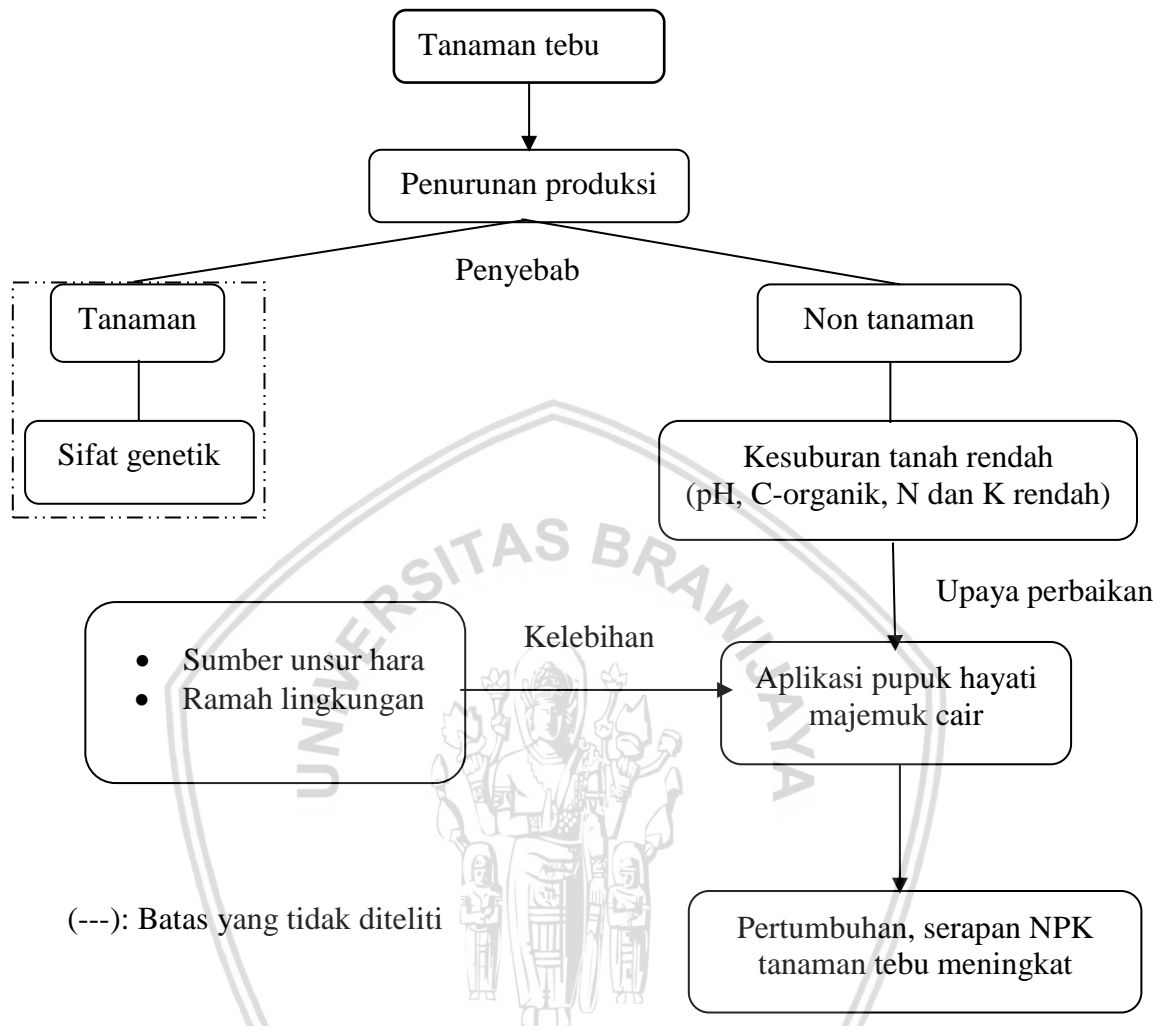 Tanaman tebu
Penurunan produksi
Penyebab
Tanaman
Non tanaman
Sifat genetik
Kesuburan tanah rendah
(pH, C-organik, N dan K rendah)
Upaya perbaikan
• Sumber unsur hara
• Ramah lingkungan
Kelebihan
Aplikasi pupuk hayati
majemuk cair
(---): Batas yang tidak diteliti
Pertumbuhan, serapan NPK
tanaman tebu meningkat
UNIVERSITAS BRAWIJAYA